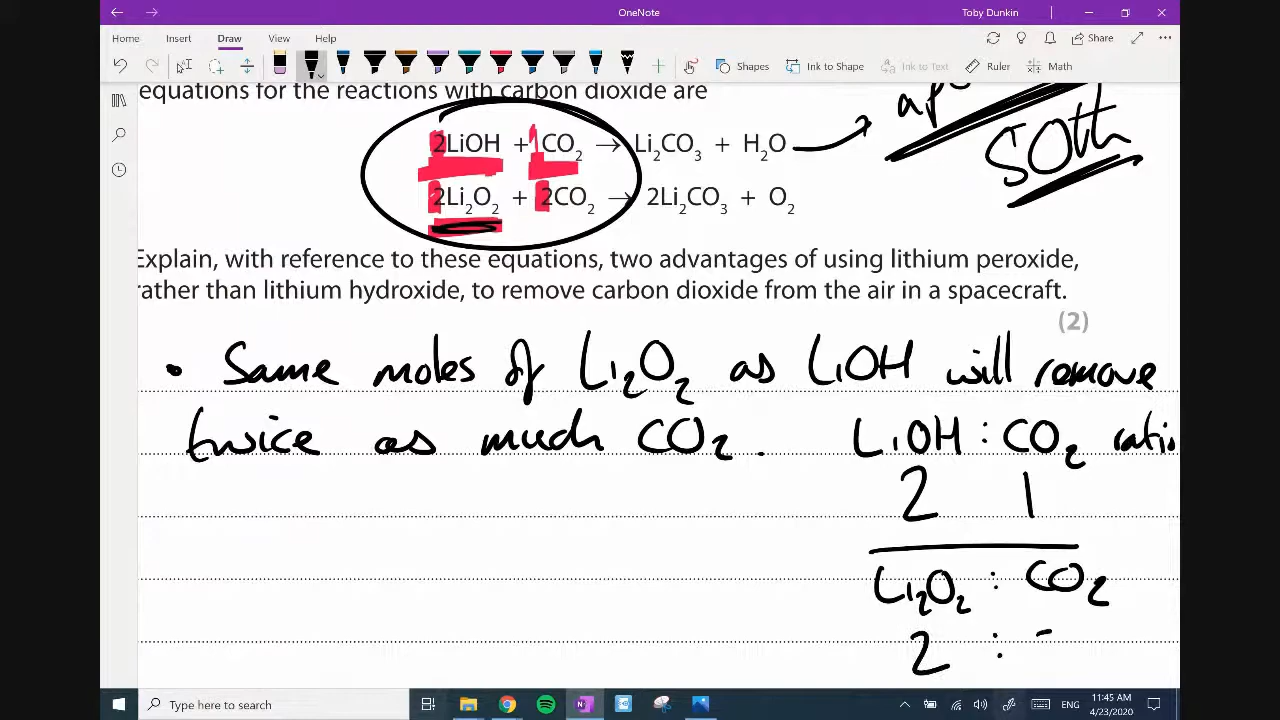 OneNote
Toby Dunkin
Home Insert Draw View Help
Share
Shapes Ink to Shape Ink to Text Ruler Math
equations for the reactions with carbon dioxide are
2LiOH + 1 CO₂ → Li₂CO₃ + H₂O
2Li₂O₂ + 2CO₂ → 2Li₂CO₃ + O₂
Explain, with reference to these equations, two advantages of using lithium peroxide,
rather than lithium hydroxide, to remove carbon dioxide from the air in a spacecraft.
(2)
• Same moles of Li₂O₂ as LiOH will remove
twice as much CO₂. LiOH : CO₂
2 1
Li₂O₂ : CO₂
2 :
Type here to search
ENG
11:45 AM
4/23/2020